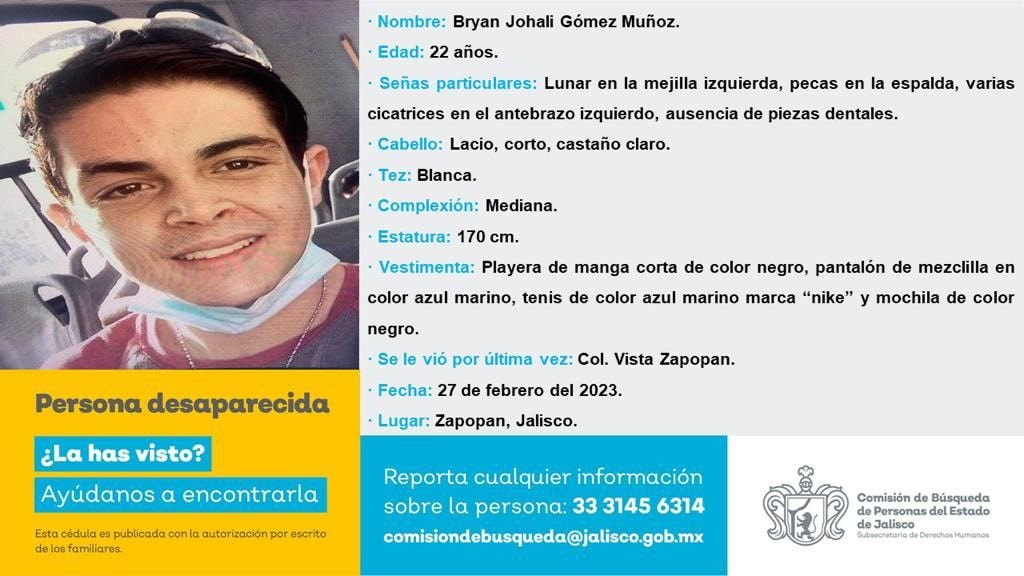 · Nombre: Bryan Johali Gómez Muñoz.
· Edad: 22 años.
· Señas particulares: Lunar en la mejilla izquierda, pecas en la espalda, varias
cicatrices en el antebrazo izquierdo, ausencia de piezas dentales.
· Cabello: Lacio, corto, castaño claro.
· Tez: Blanca.
· Complexión: Mediana.
· Estatura: 170 cm.
· Vestimenta: Playera de manga corta de color negro, pantalón de mezclilla en
color azul marino, tenis de color azul marino marca “nike” y mochila de color
negro.
· Se le vió por última vez: Col. Vista Zapopan.
· Fecha: 27 de febrero del 2023.
· Lugar: Zapopan, Jalisco.
Persona desaparecida
¿La has visto?
Ayúdanos a encontrarla
Esta cédula es publicada con la autorización por escrito
de los familiares.
Reporta cualquier información
sobre la persona: 33 3145 6314
comisiondebusqueda@jalisco.gob.mx
Comisión de Búsqueda
de Personas del Estado
de Jalisco
Subsecretaría de Derechos Humanos